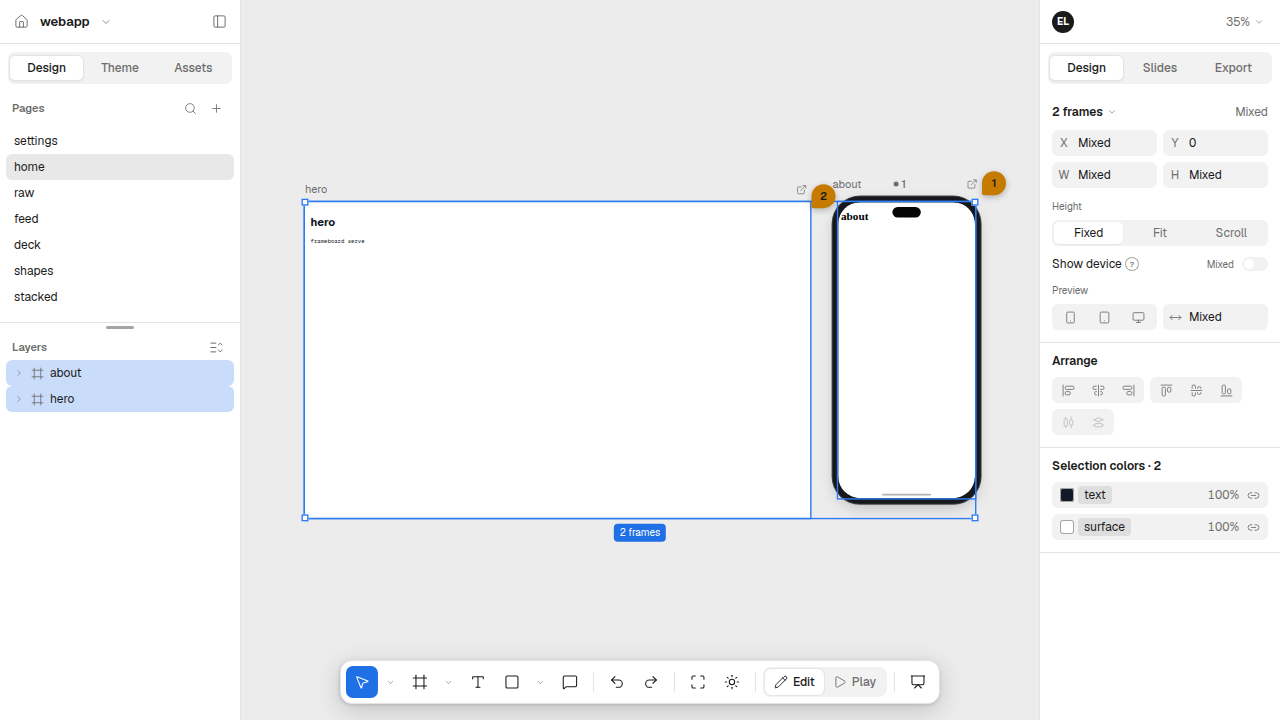 webapp
Design
Theme
Assets
Pages
settings
home
raw
feed
deck
shapes
stacked
Layers
about
hero
hero
2
about
1
1
hero
frameboard serve
about
2 frames
Edit
Play
EL
35%
Design
Slides
Export
2 frames
Mixed
X Mixed
Y 0
W Mixed
H Mixed
Height
Fixed
Fit
Scroll
Show device ?
Mixed
Preview
Mixed
Arrange
Selection colors · 2
text 100%
surface 100%